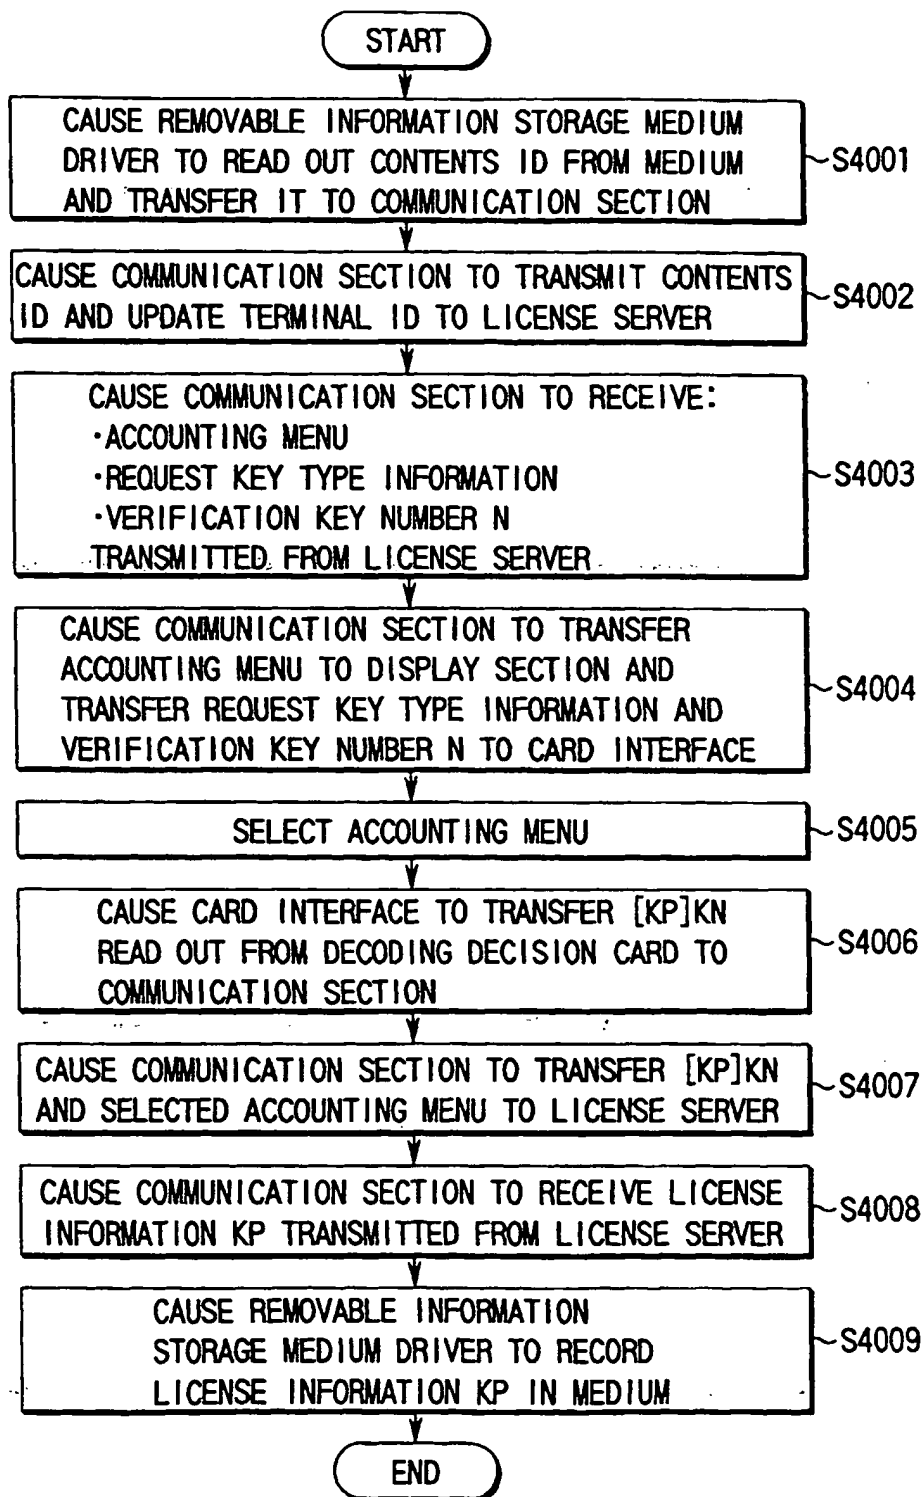 START
CAUSE REMOVABLE INFORMATION STORAGE MEDIUM
DRIVER TO READ OUT CONTENTS ID FROM MEDIUM
AND TRANSFER IT TO COMMUNICATION SECTION
S4001
CAUSE COMMUNICATION SECTION TO TRANSMIT CONTENTS
ID AND UPDATE TERMINAL ID TO LICENSE SERVER
S4002
CAUSE COMMUNICATION SECTION TO RECEIVE:
·ACCOUNTING MENU
·REQUEST KEY TYPE INFORMATION
·VERIFICATION KEY NUMBER N
TRANSMITTED FROM LICENSE SERVER
S4003
CAUSE COMMUNICATION SECTION TO TRANSFER
ACCOUNTING MENU TO DISPLAY SECTION AND
TRANSFER REQUEST KEY TYPE INFORMATION AND
VERIFICATION KEY NUMBER N TO CARD INTERFACE
S4004
SELECT ACCOUNTING MENU
S4005
CAUSE CARD INTERFACE TO TRANSFER [KP]KN
READ OUT FROM DECODING DECISION CARD TO
COMMUNICATION SECTION
S4006
CAUSE COMMUNICATION SECTION TO TRANSFER [KP]KN
AND SELECTED ACCOUNTING MENU TO LICENSE SERVER
S4007
CAUSE COMMUNICATION SECTION TO RECEIVE LICENSE
INFORMATION KP TRANSMITTED FROM LICENSE SERVER
S4008
CAUSE REMOVABLE INFORMATION
STORAGE MEDIUM DRIVER TO RECORD
LICENSE INFORMATION KP IN MEDIUM
S4009
END